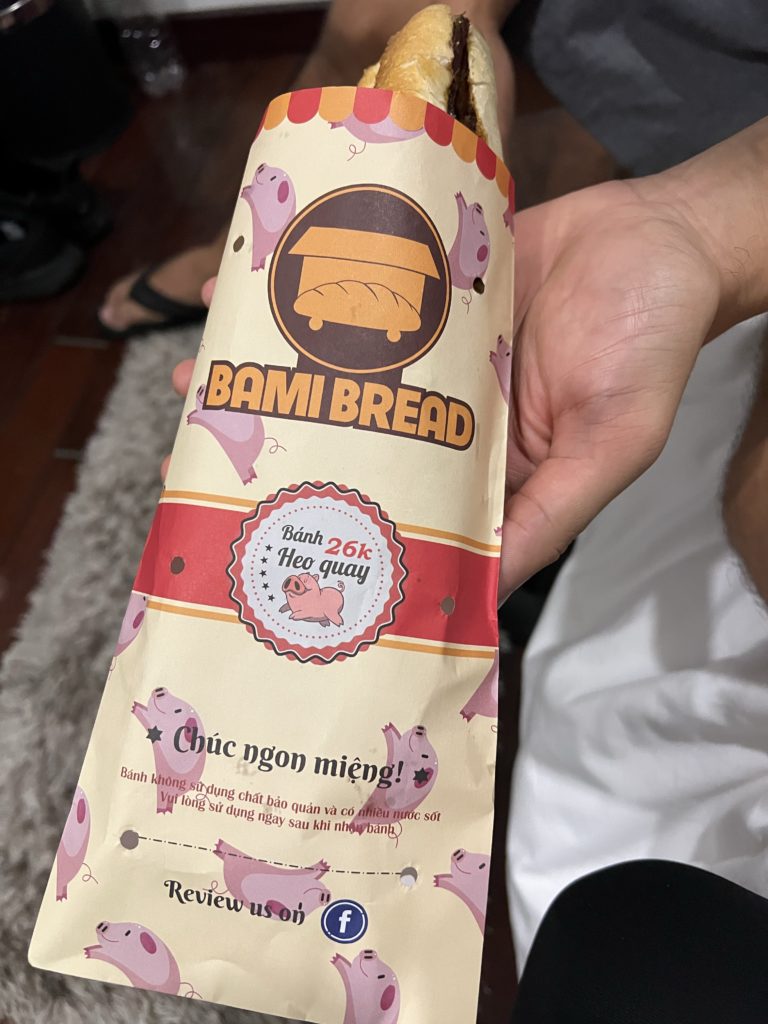 BAMI BREAD
Bánh 26k
Heo quay
Chúc ngon miệng!
Bánh không sử dụng chất bảo quản và có nhiều nước sốt
Vui lòng sử dụng ngay sau khi nhận bánh
Review us on f